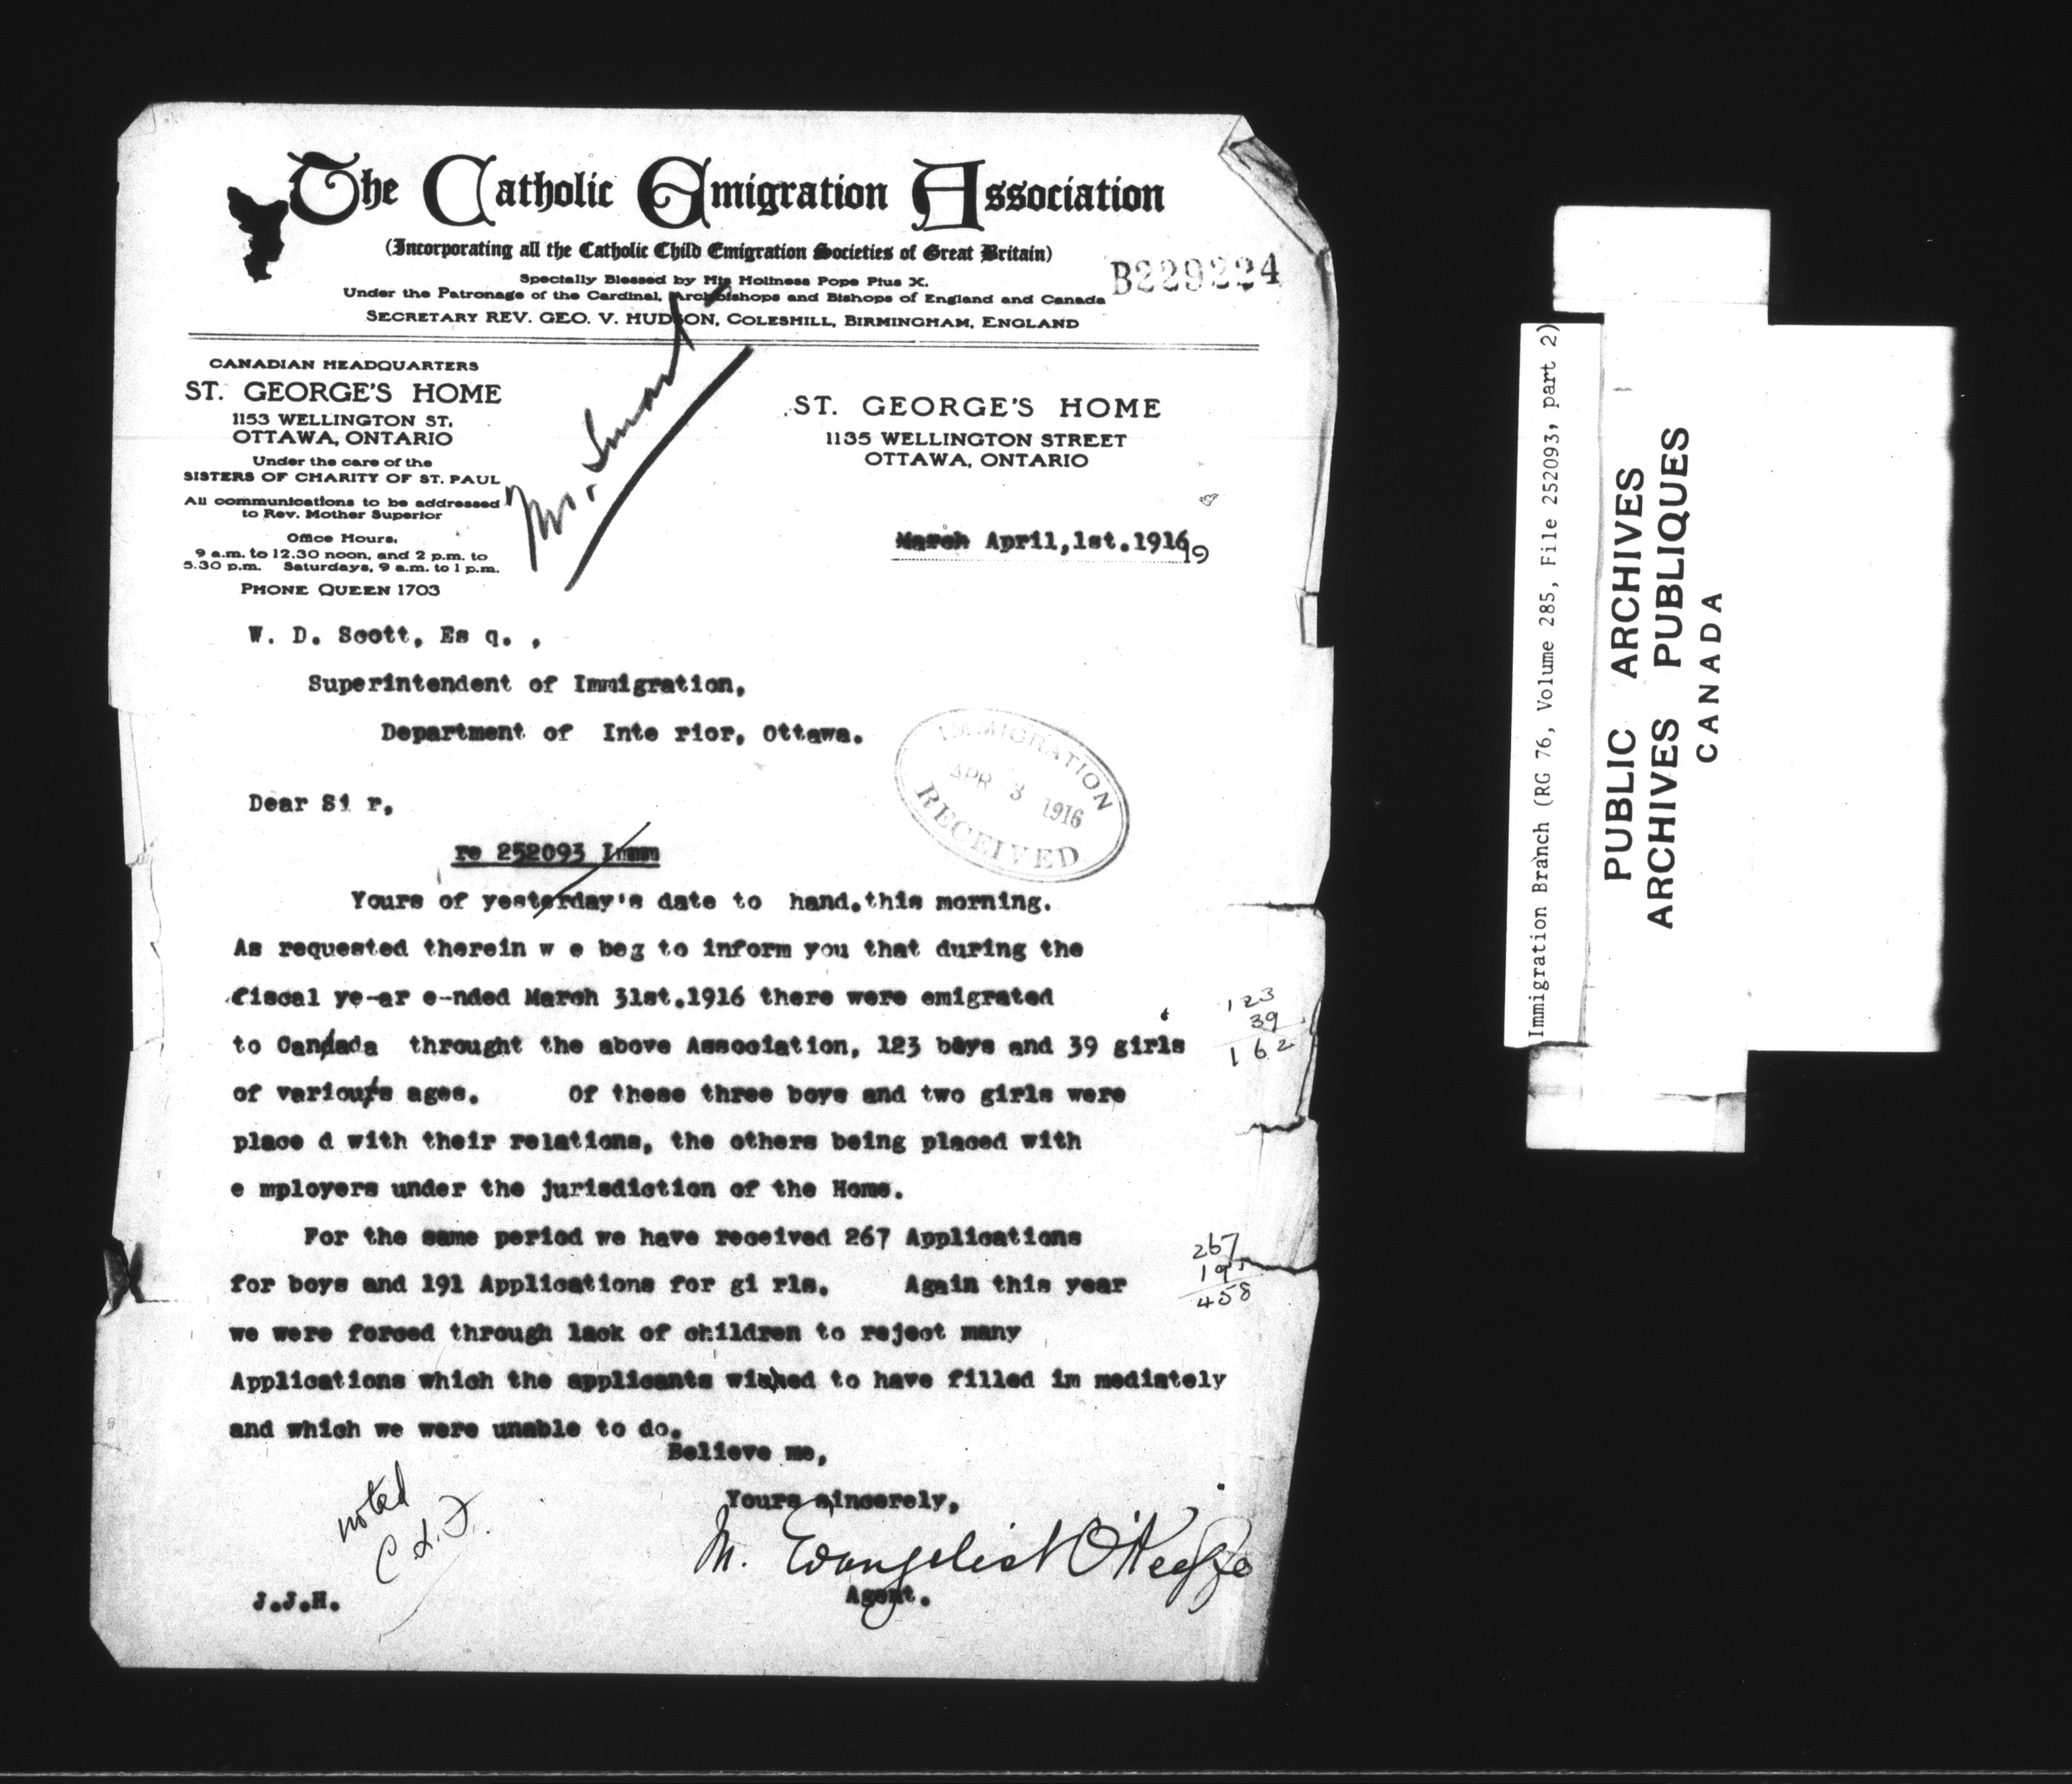 The Catholic Emigration Association
(Incorporating all the Catholic Child Emigration Societies of Great Britain)
Specially Blessed by His Holiness Pope Pius X.
Under the Patronage of the Cardinal, Archbishops and Bishops of England and Canada
B229224
SECRETARY REV. GEO. V. HUDSON, COLESHILL, BIRMINGHAM, ENGLAND
CANADIAN HEADQUARTERS
ST. GEORGE'S HOME
1153 WELLINGTON ST.
OTTAWA, ONTARIO
Under the care of the
SISTERS OF CHARITY OF ST. PAUL
All communications to be addressed
to Rev. Mother Superior
Office Hours.
9 a.m. to 12.30 noon, and 2 p.m. to
5.30 p.m. Saturdays, 9 a.m. to 1 p.m.
PHONE QUEEN 1703
Mr. Smart
ST. GEORGE'S HOME
1135 WELLINGTON STREET
OTTAWA, ONTARIO
March April,1st.1916 19
W. D. Scott, Es q. ,
Superintendent of Immigration,
Department of Inte rior, Ottawa.
IMMIGRATION
APR 3 1916
RECEIVED
Dear Si r,
re 252093 Imm
Yours of yesterday's date to hand.this morning.
As requested therein w e beg to inform you that during the
fiscal ye-ar e-nded March 31st.1916 there were emigrated
to Canadada throught the above Association, 123 boys and 39 girls
of variours ages. Of these three boys and two girls were
place d with their relations, the others being placed with
e mployers under the jurisdiction of the Home.
123
39
162
For the same period we have received 267 Applications
for boys and 191 Applications for gi rls. Again this year
we were forced through lack of children to reject many
Applications which the applicants wished to have filled im mediately
and which we were unable to do.
267
191
458
Believe me,
Yours sincerely,
M. Evangelist O'Keeffe
Agent.
noted
J.J.H.
Immigration Branch (RG 76, Volume 285, File 252093, part 2)
PUBLIC ARCHIVES
ARCHIVES PUBLIQUES
CANADA